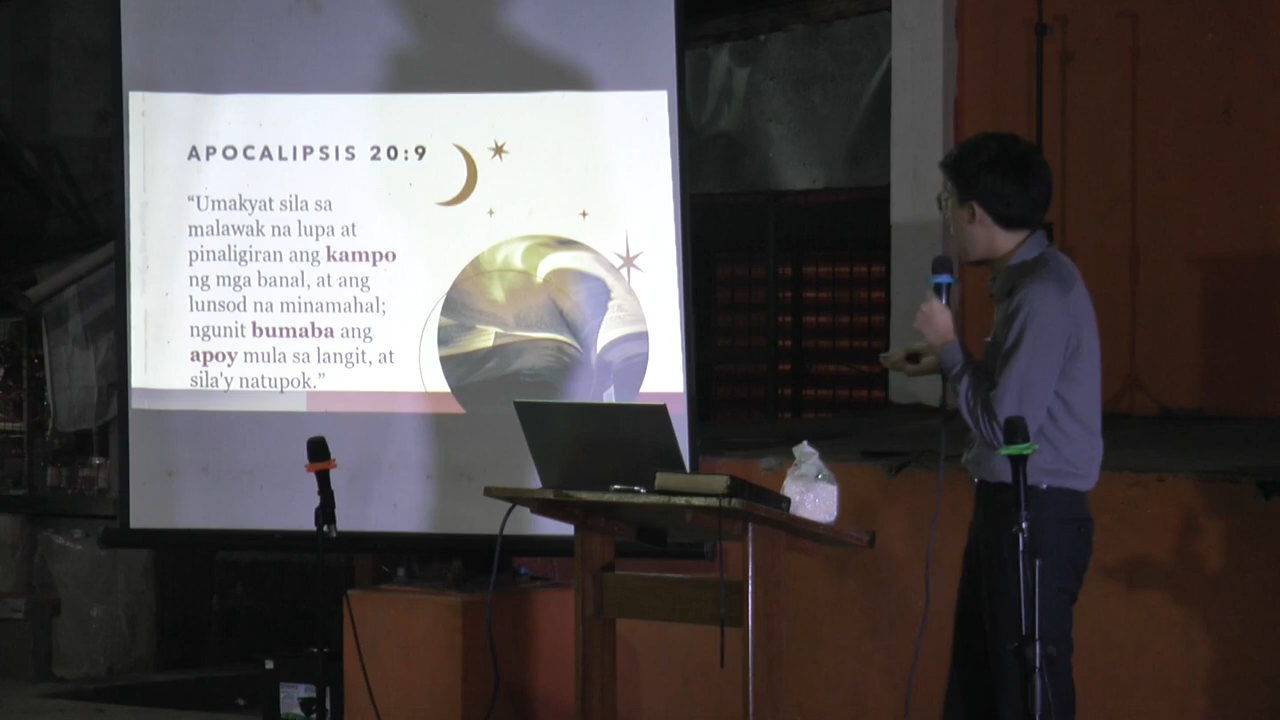 APOCALIPSIS 20:9
“Umakyat sila sa
malawak na lupa at
pinaligiran ang kampo
ng mga banal, at ang
lunsod na minamahal;
ngunit bumaba ang
apoy mula sa langit, at
sila'y natupok.”